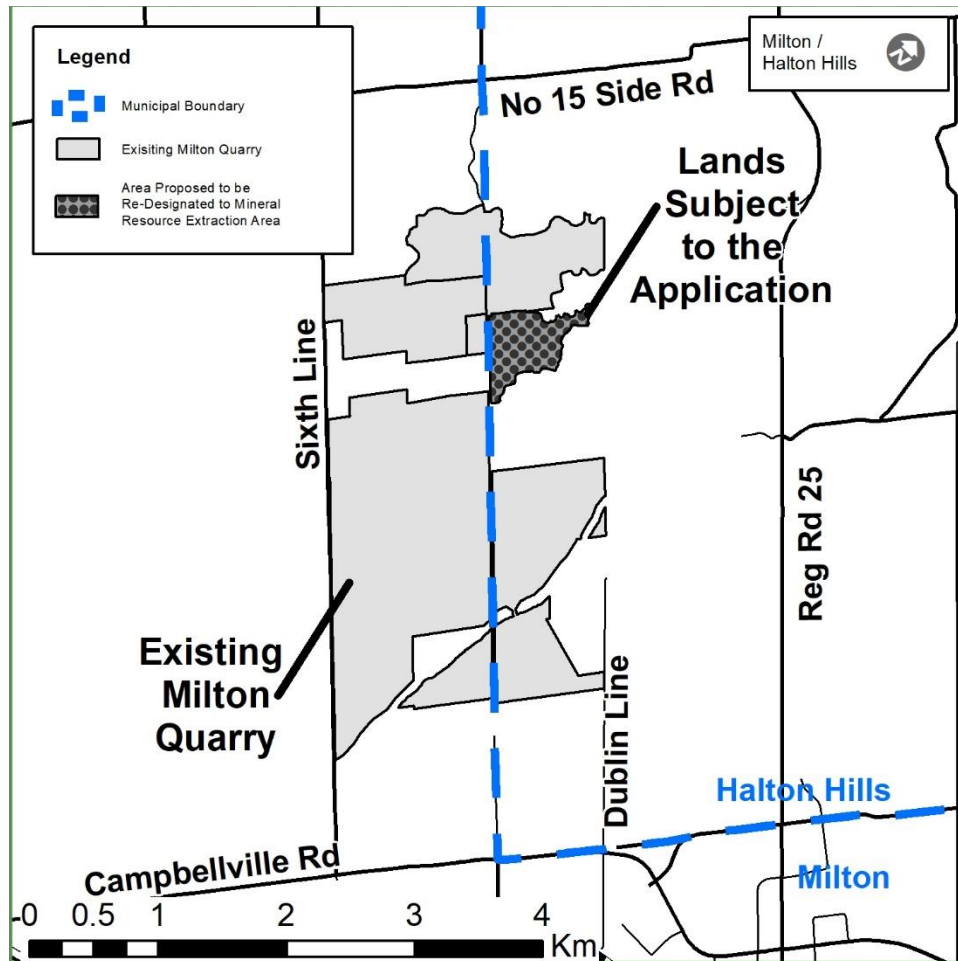 Legend
Municipal Boundary
Exisiting Milton Quarry
Area Proposed to be
Re-Designated to Mineral
Resource Extraction Area
Milton /
Halton Hills
N
No 15 Side Rd
Lands
Subject
to the
Application
Sixth Line
Reg Rd 25
Existing
Milton
Quarry
Dublin Line
Halton Hills
Milton
Campbellville Rd
0 0.5 1 2 3 4
Km